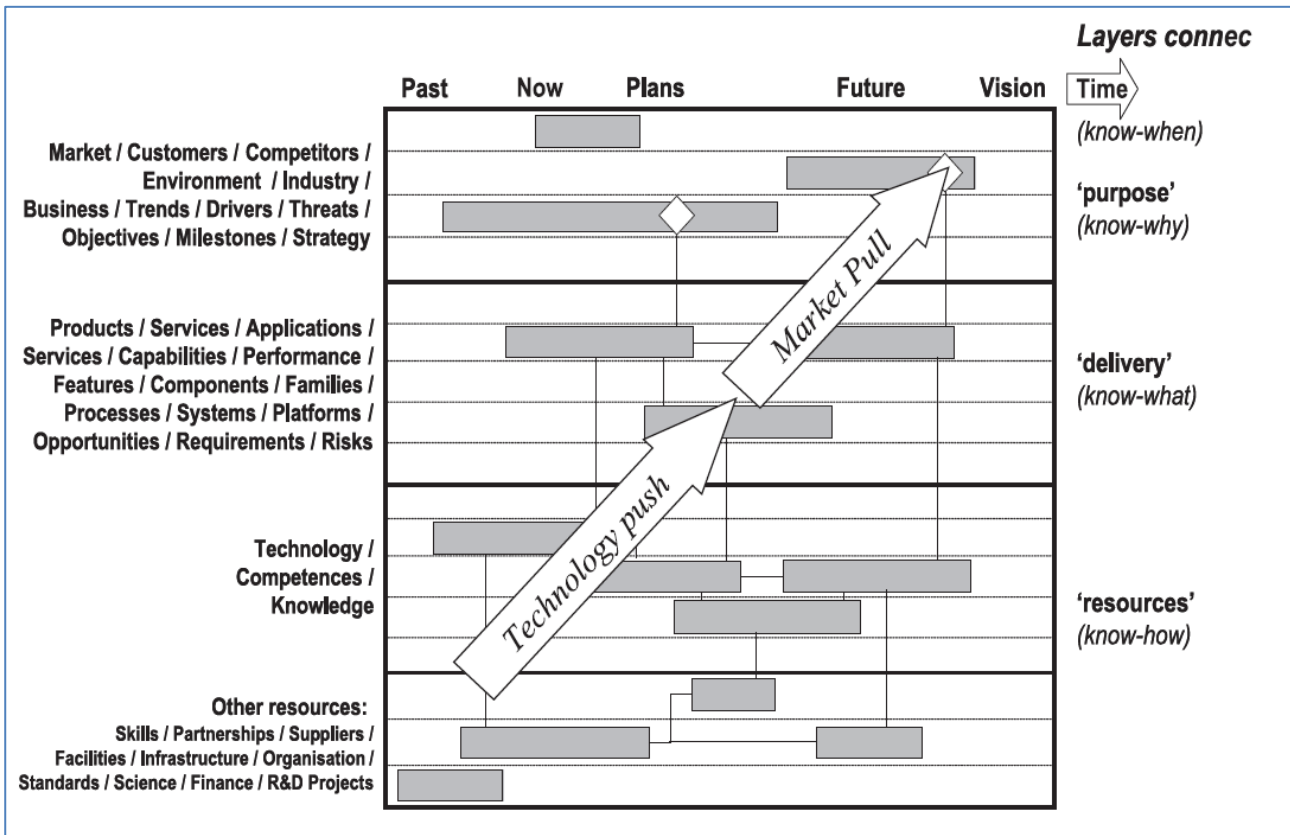 Layers connec
Past Now Plans Future Vision Time
(know-when)
Market / Customers / Competitors /
Environment / Industry /
Business / Trends / Drivers / Threats /
Objectives / Milestones / Strategy
‘purpose’
(know-why)
Market Pull
Products / Services / Applications /
Services / Capabilities / Performance /
Features / Components / Families /
Processes / Systems / Platforms /
Opportunities / Requirements / Risks
‘delivery’
(know-what)
Technology push
Technology /
Competences /
Knowledge
‘resources’
(know-how)
Other resources:
Skills / Partnerships / Suppliers /
Facilities / Infrastructure / Organisation /
Standards / Science / Finance / R&D Projects